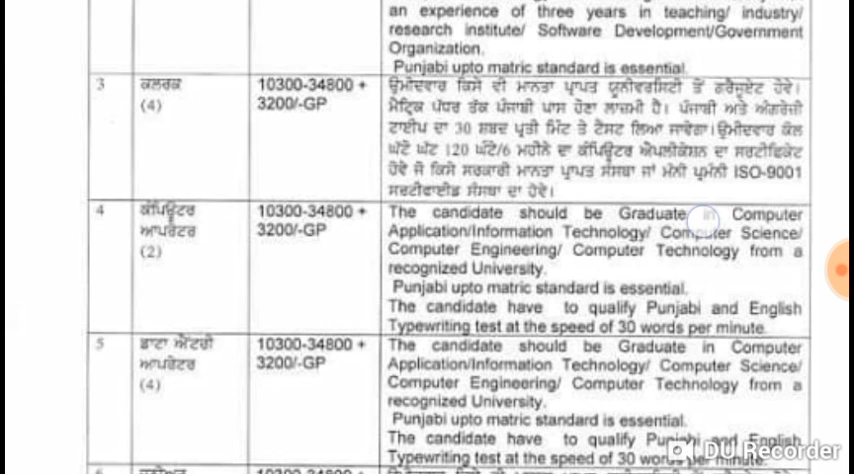 an experience of three years in teaching/ industry/
research institute/ Software Development/Government
Organization.
Punjabi upto matric standard is essential.
3
ਕਲਰਕ
(4)
10300-34800 +
3200/-GP
ਉਮੀਦਵਾਰ ਕਿਸੇ ਵੀ ਮਾਨਤਾ ਪ੍ਰਾਪਤ ਯੂਨੀਵਰਸਿਟੀ ਤੋਂ ਗਰੈਜੂਏਟ ਹੋਵੇ।
ਮੈਟ੍ਰਿਕ ਪੱਧਰ ਤੱਕ ਪੰਜਾਬੀ ਪਾਸ ਹੋਣਾ ਲਾਜ਼ਮੀ ਹੈ। ਪੰਜਾਬੀ ਅਤੇ ਅੰਗਰੇਜ਼ੀ
ਟਾਈਪ ਦਾ 30 ਸ਼ਬਦ ਪ੍ਰਤੀ ਮਿੰਟ ਤੇ ਟੈਸਟ ਲਿਆ ਜਾਵੇਗਾ।ਉਮੀਦਵਾਰ ਕੋਲ
ਘੱਟੋ ਘੱਟ 120 ਘੰਟੇ/6 ਮਹੀਨੇ ਦਾ ਕੰਪਿਊਟਰ ਐਪਲੀਕੇਸ਼ਨ ਦਾ ਸਰਟੀਫਿਕੇਟ
ਹੋਵੇ ਜੋ ਕਿਸੇ ਸਰਕਾਰੀ ਮਾਨਤਾ ਪ੍ਰਾਪਤ ਸੰਸਥਾ ਜਾਂ ਮੰਨੀ ਪ੍ਰਮੰਨੀ ISO-9001
ਸਰਟੀਫਾਈਡ ਸੰਸਥਾ ਦਾ ਹੋਵੇ।
4
ਕੰਪਿਊਟਰ
ਆਪਰੇਟਰ
(2)
10300-34800 +
3200/-GP
The candidate should be Graduate in Computer
Application/Information Technology/ Computer Science/
Computer Engineering/ Computer Technology from a
recognized University.
Punjabi upto matric standard is essential.
The candidate have to qualify Punjabi and English
Typewriting test at the speed of 30 words per minute.
5
ਡਾਟਾ ਐਂਟਰੀ
ਆਪਰੇਟਰ
(4)
10300-34800 +
3200/-GP
The candidate should be Graduate in Computer
Application/Information Technology/ Computer Science/
Computer Engineering/ Computer Technology from a
recognized University.
Punjabi upto matric standard is essential.
The candidate have to qualify Punjabi and English
Typewriting test at the speed of 30 words per minute.
DU Recorder